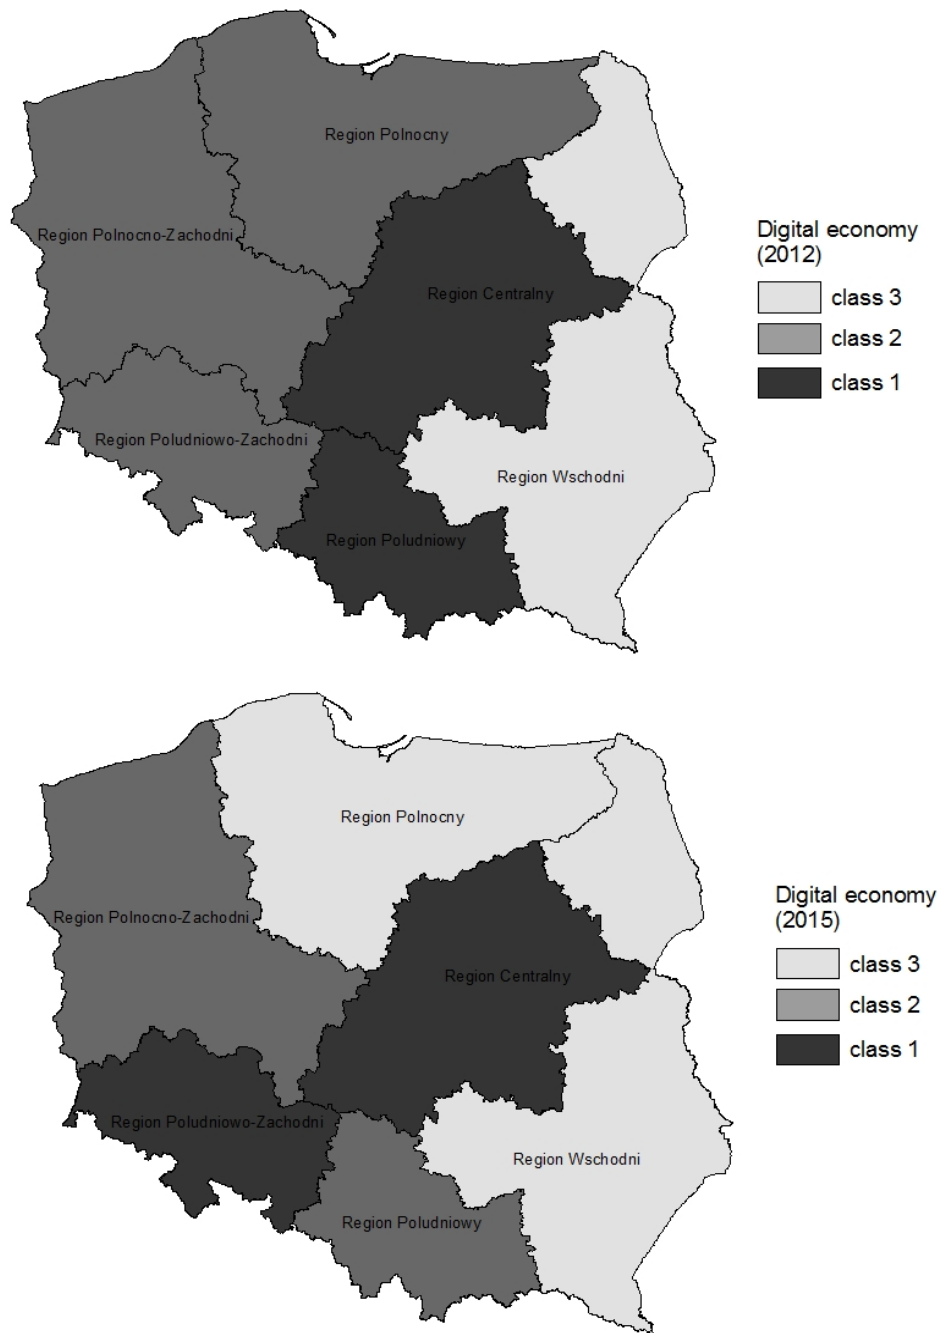 Region Polnocny
Region Polnocno-Zachodni
Region Centralny
Region Poludniowo-Zachodni
Region Wschodni
Region Poludniowy
Digital economy
(2012)
class 3
class 2
class 1
Region Polnocny
Region Polnocno-Zachodni
Region Centralny
Region Poludniowo-Zachodni
Region Wschodni
Region Poludniowy
Digital economy
(2015)
class 3
class 2
class 1